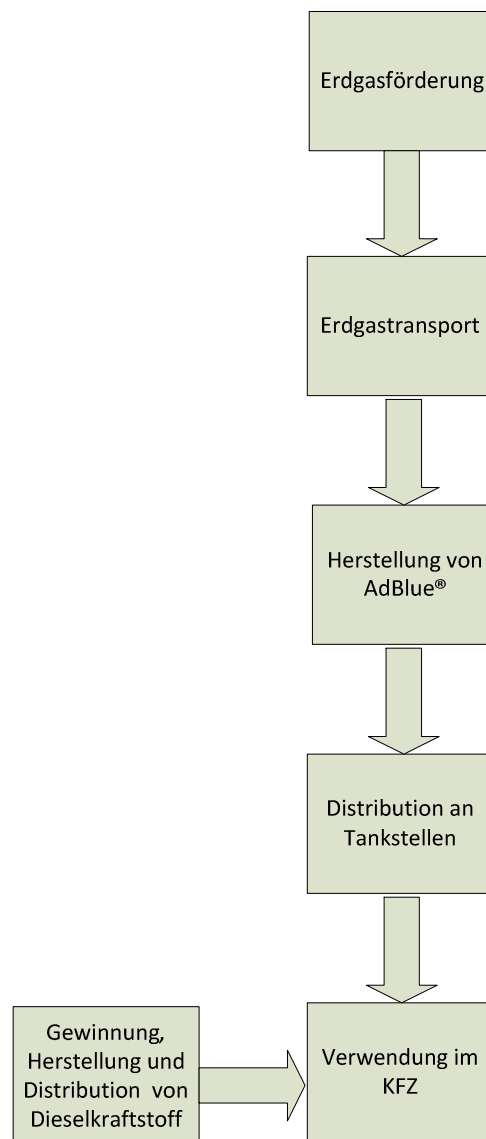 Erdgasförderung
Erdgastransport
Herstellung von
AdBlue®
Distribution an
Tankstellen
Gewinnung,
Herstellung und
Distribution von
Dieselkraftstoff
Verwendung im
KFZ